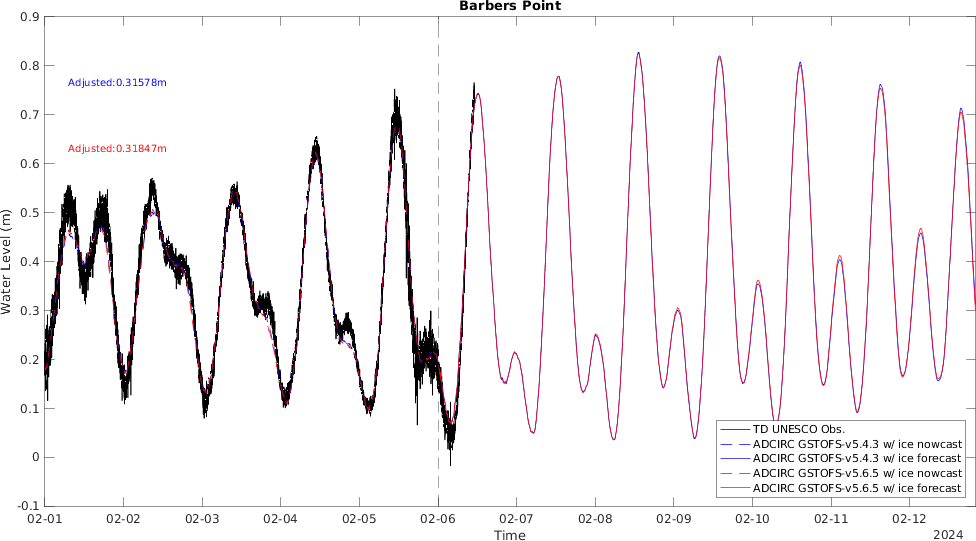 Barbers Point
0.9
0.8
0.7
0.6
0.5
0.4
0.3
0.2
0.1
0
-0.1
Water Level (m)
Adjusted:0.31578m
Adjusted:0.31847m
TD UNESCO Obs.
ADCIRC GSTOFS-v5.4.3 w/ ice nowcast
ADCIRC GSTOFS-v5.4.3 w/ ice forecast
ADCIRC GSTOFS-v5.6.5 w/ ice nowcast
ADCIRC GSTOFS-v5.6.5 w/ ice forecast
02-01 02-02 02-03 02-04 02-05 02-06 02-07 02-08 02-09 02-10 02-11 02-12
Time
2024